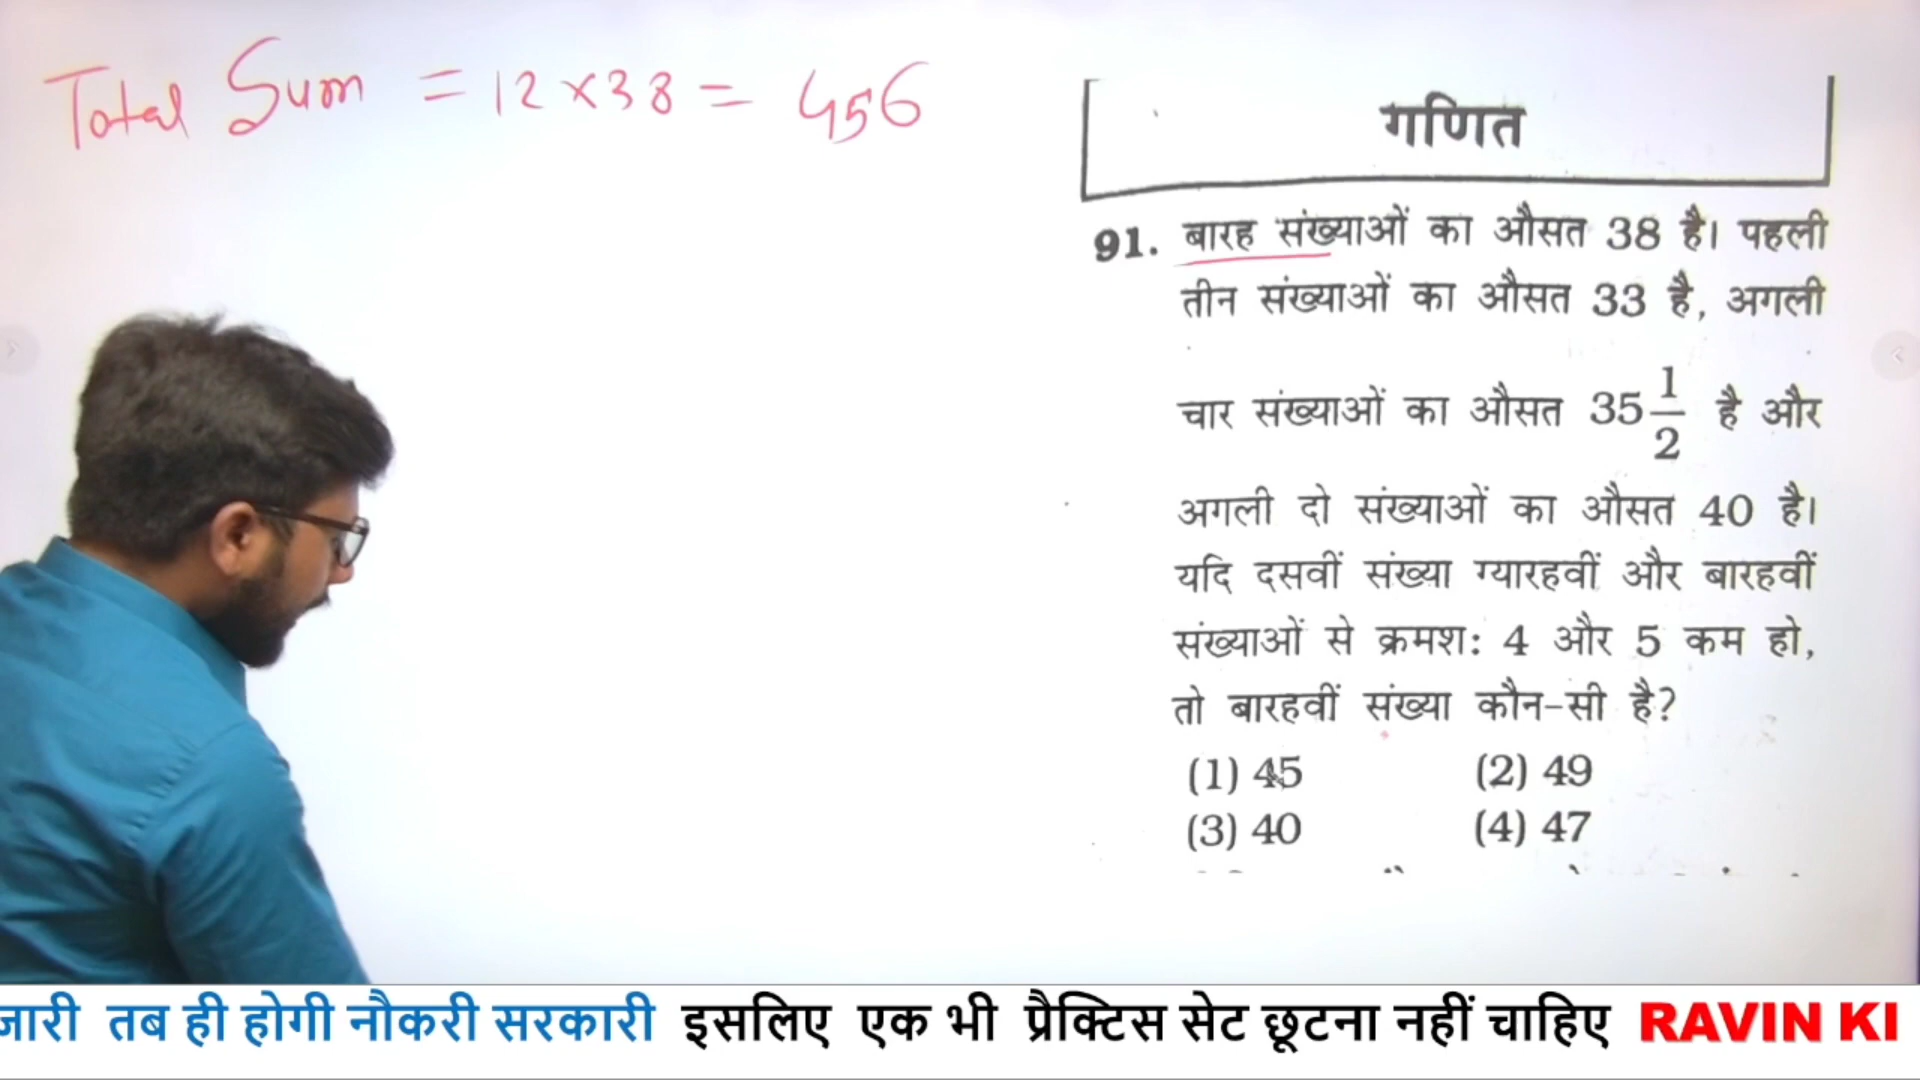 Total Sum = 12 × 38 = 456
गणित
91. बारह संख्याओं का औसत 38 है। पहली
तीन संख्याओं का औसत 33 है, अगली
चार संख्याओं का औसत 35 1/2 है और
अगली दो संख्याओं का औसत 40 है।
यदि दसवीं संख्या ग्यारहवीं और बारहवीं
संख्याओं से क्रमश: 4 और 5 कम हो,
तो बारहवीं संख्या कौन-सी है?
(1) 45 (2) 49
(3) 40 (4) 47
जारी तब ही होगी नौकरी सरकारी इसलिए एक भी प्रैक्टिस सेट छूटना नहीं चाहिए RAVIN KI